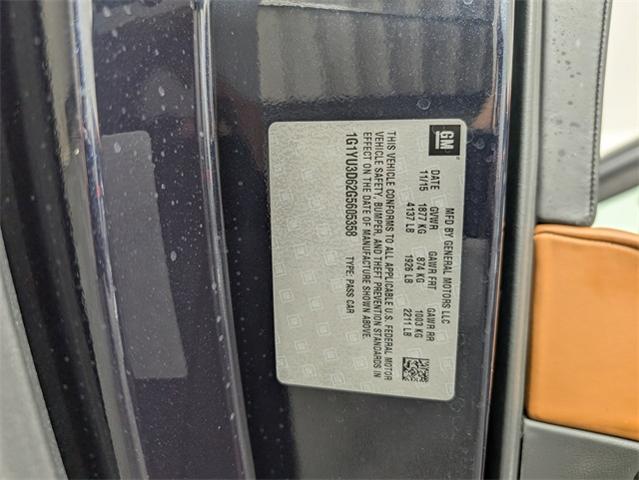 GM
MFD BY GENERAL MOTORS LLC
DATE GVWR GAWR FRT GAWR RR
11/15 1877 KG 874 KG 1003 KG
4137 LB 1926 LB 2211 LB
THIS VEHICLE CONFORMS TO ALL APPLICABLE U.S. FEDERAL MOTOR
VEHICLE SAFETY, BUMPER, AND THEFT PREVENTION STANDARDS IN
EFFECT ON THE DATE OF MANUFACTURE SHOWN ABOVE.
1G1YU3D62G5605358 TYPE: PASS CAR